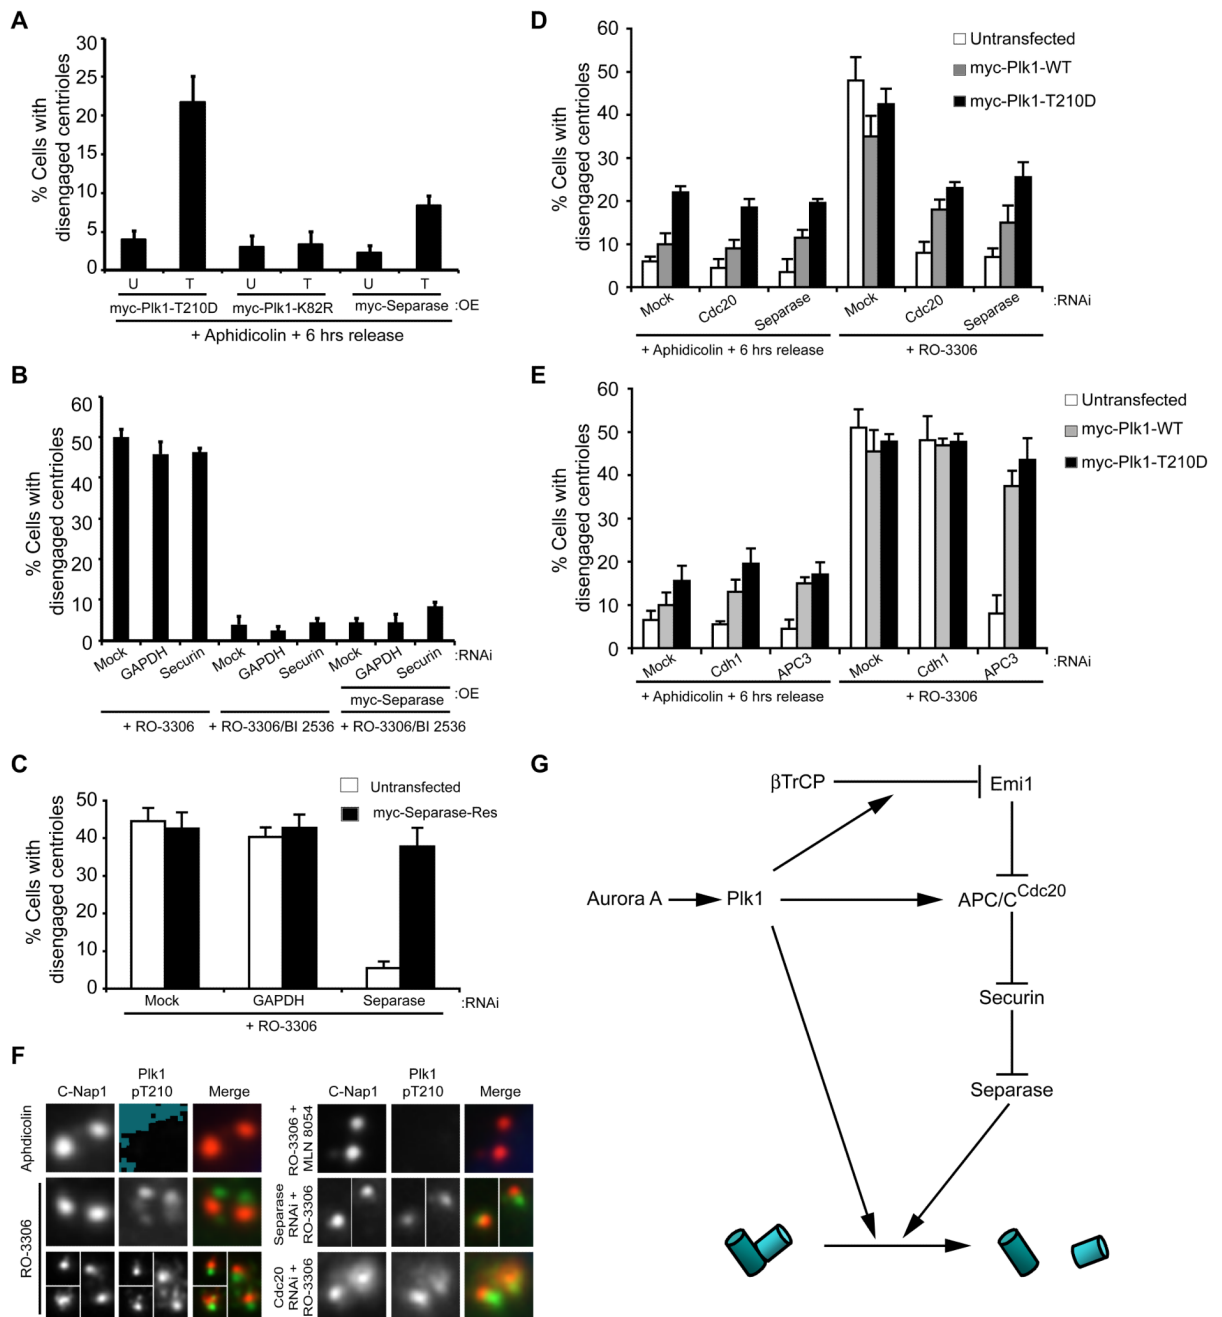 A
% Cells with
disengaged centrioles
30
25
20
15
10
5
0
U T U T U T
myc-Plk1-T210D myc-Plk1-K82R myc-Separase :OE
+ Aphidicolin + 6 hrs release
B
% Cells with
disengaged centrioles
60
50
40
30
20
10
0
Mock GAPDH Securin Mock GAPDH Securin Mock GAPDH Securin :RNAi
myc-Separase :OE
+ RO-3306 + RO-3306/BI 2536 + RO-3306/BI 2536
C
% Cells with
disengaged centrioles
50
40
30
20
10
0
Untransfected
myc-Separase-Res
Mock GAPDH Separase :RNAi
+ RO-3306
D
% Cells with
disengaged centrioles
60
50
40
30
20
10
0
Untransfected
myc-Plk1-WT
myc-Plk1-T210D
Mock Cdc20 Separase Mock Cdc20 Separase :RNAi
+ Aphidicolin + 6 hrs release + RO-3306
E
% Cells with
disengaged centrioles
60
50
40
30
20
10
0
Untransfected
myc-Plk1-WT
myc-Plk1-T210D
Mock Cdh1 APC3 Mock Cdh1 APC3 :RNAi
+ Aphidicolin + 6 hrs release + RO-3306
F
C-Nap1 Plk1 pT210 Merge
Aphdicolin
RO-3306
C-Nap1 Plk1 pT210 Merge
RO-3306 + MLN 8054
Separase RNAi + RO-3306
Cdc20 RNAi + RO-3306
G
βTrCP Emi1
Aurora A Plk1 APC/C Cdc20
Securin
Separase